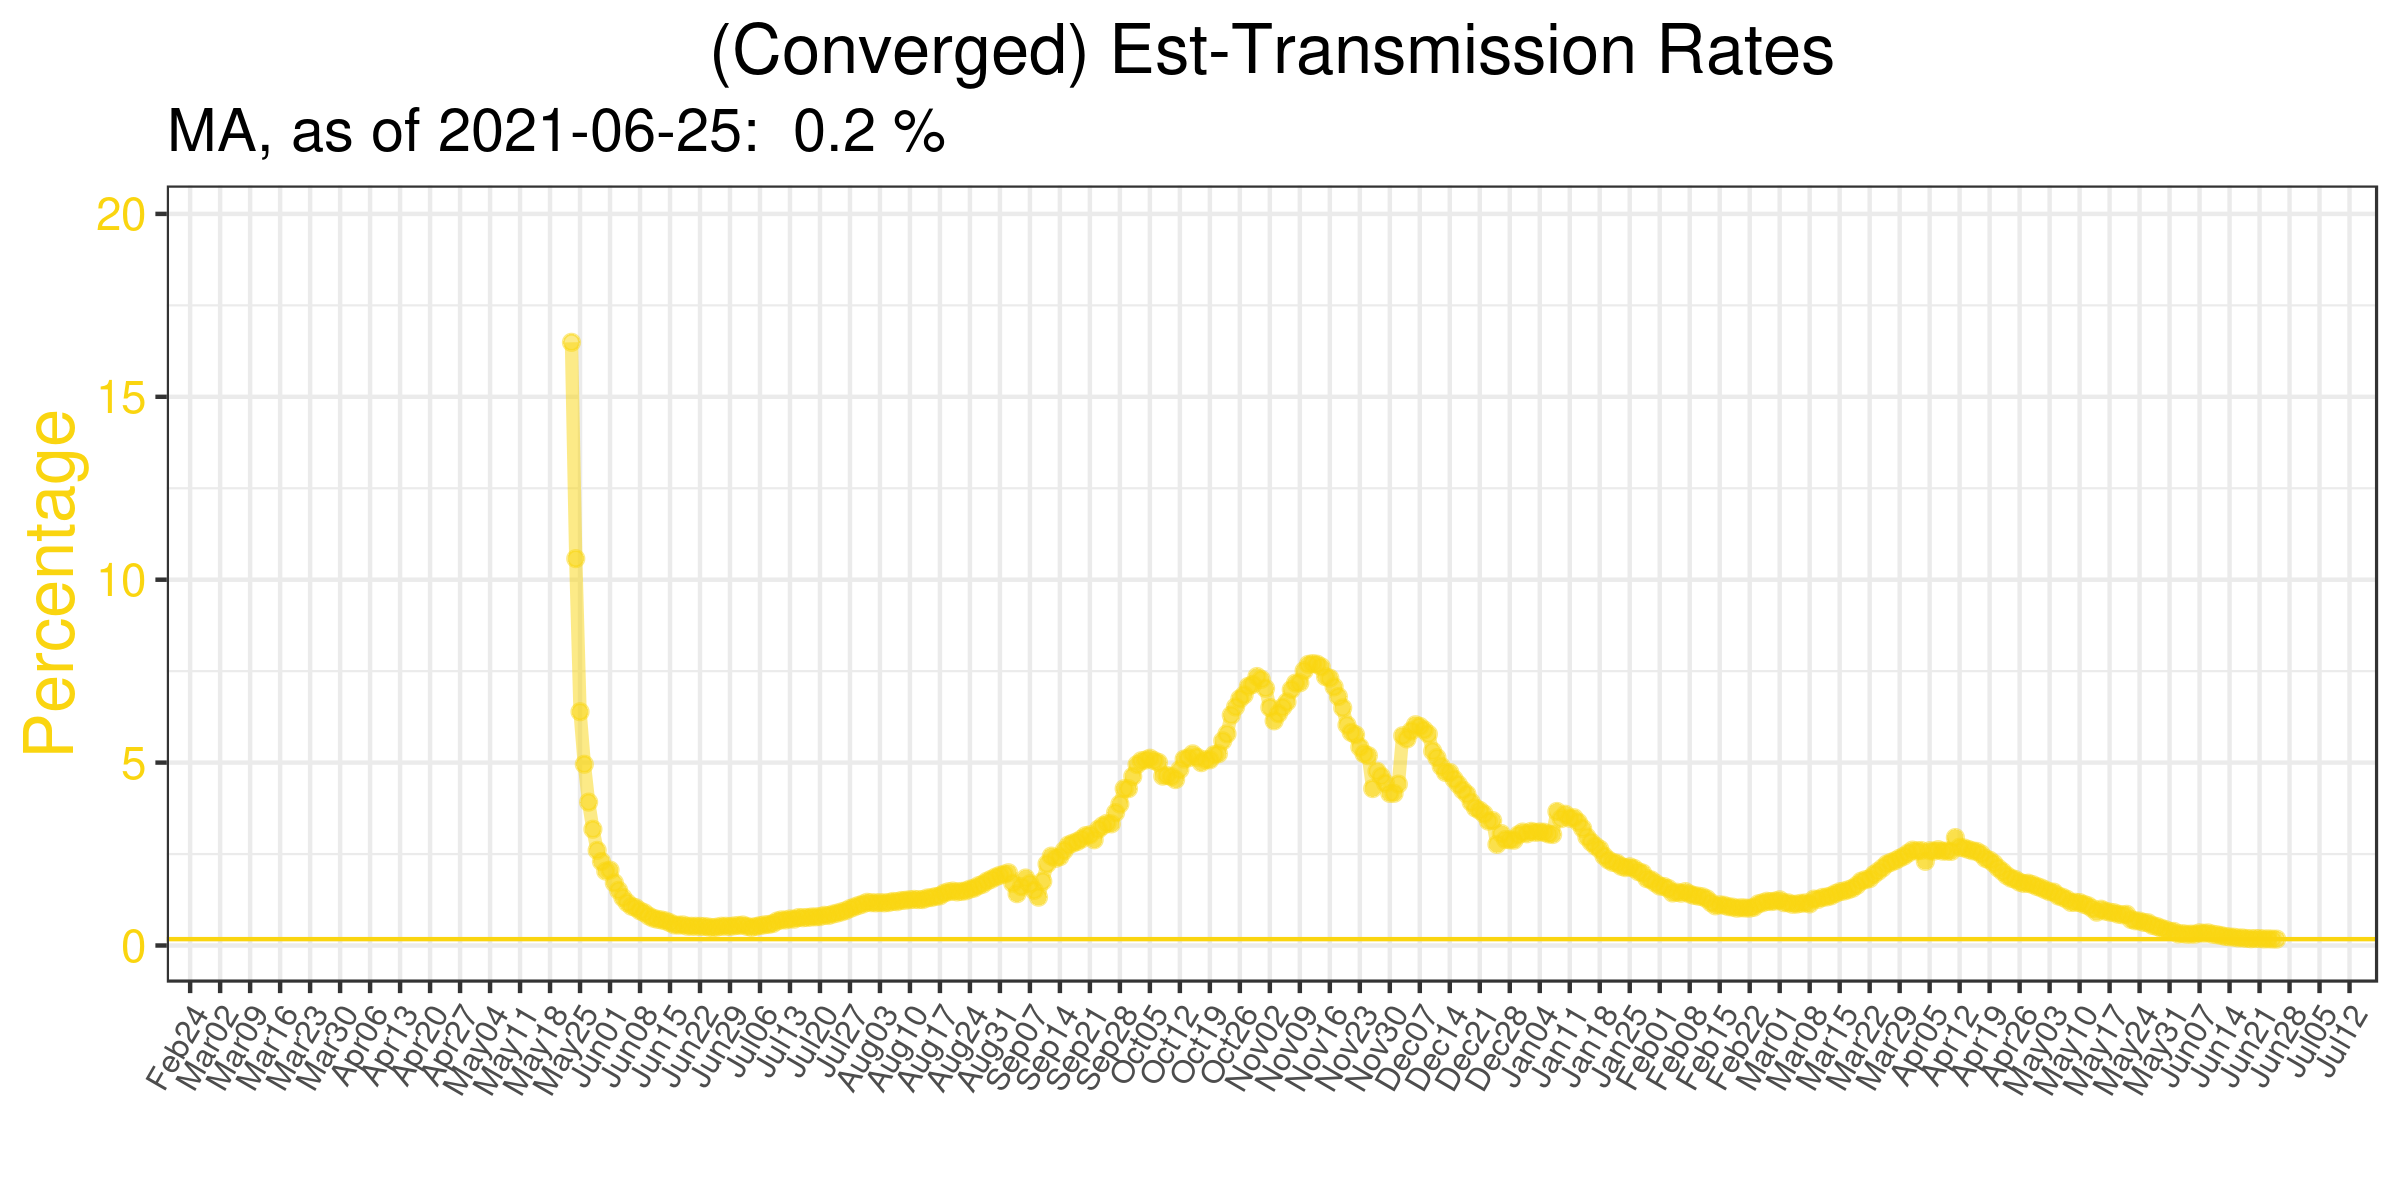 (Converged) Est-Transmission Rates
MA, as of 2021-06-25:  0.2 %
Percentage
20
15
10
5
0
Feb24
Mar02
Mar09
Mar16
Mar23
Mar30
Apr06
Apr13
Apr20
Apr27
May04
May11
May18
May25
Jun01
Jun08
Jun15
Jun22
Jun29
Jul06
Jul13
Jul20
Jul27
Aug03
Aug10
Aug17
Aug24
Aug31
Sep07
Sep14
Sep21
Sep28
Oct05
Oct12
Oct19
Oct26
Nov02
Nov09
Nov16
Nov23
Nov30
Dec07
Dec14
Dec21
Dec28
Jan04
Jan11
Jan18
Jan25
Feb01
Feb08
Feb15
Feb22
Mar01
Mar08
Mar15
Mar22
Mar29
Apr05
Apr12
Apr19
Apr26
May03
May10
May17
May24
May31
Jun07
Jun14
Jun21
Jun28
Jul05
Jul12